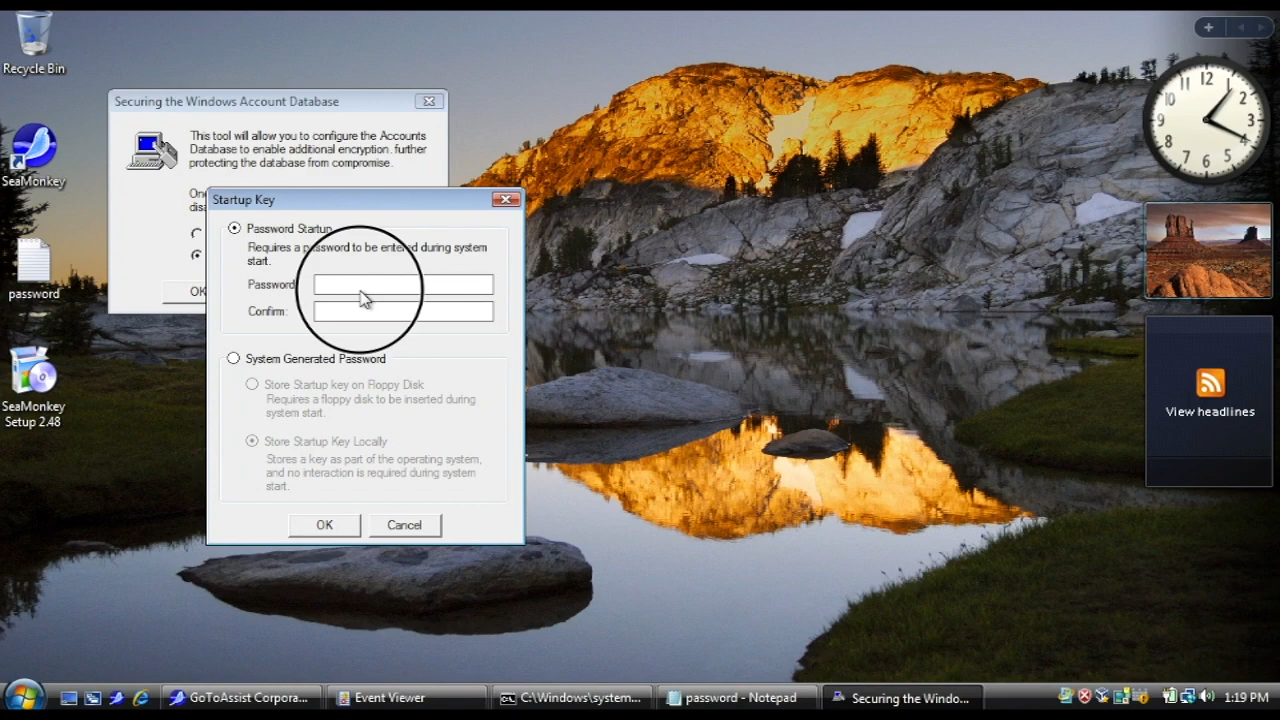 Recycle Bin
SeaMonkey
password
SeaMonkey
Setup 2.48
Securing the Windows Account Database
This tool will allow you to configure the Accounts
Database to enable additional encryption. further
protecting the database from compromise.
disa
OK
Startup Key
Password Startup
Requires a password to be entered during system
start.
Password
Confirm:
System Generated Password
Store Startup key on Floppy Disk
Requires a floppy disk to be inserted during
system start.
Store Startup Key Locally
Stores a key as part of the operating system,
and no interaction is required during system
start.
OK
Cancel
12
1
2
3
4
5
6
7
8
9
10
11
View headlines
GoToAssist Corpora...
Event Viewer
C:\Windows\system...
password - Notepad
Securing the Windo...
1:19 PM